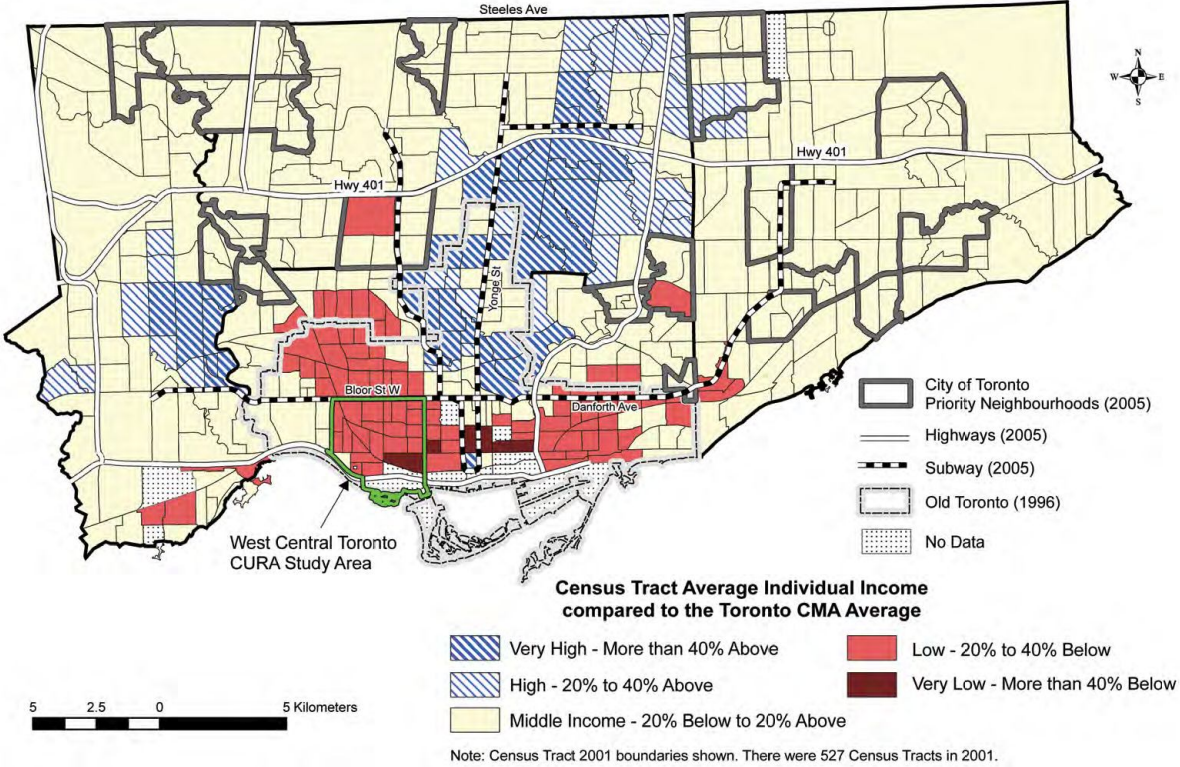 Steeles Ave
N
W E
S
Hwy 401
Hwy 401
Yonge St
Bloor St W
Danforth Ave
City of Toronto
Priority Neighbourhoods (2005)
Highways (2005)
Subway (2005)
Old Toronto (1996)
No Data
West Central Toronto
CURA Study Area
Census Tract Average Individual Income
compared to the Toronto CMA Average
Very High - More than 40% Above
Low - 20% to 40% Below
High - 20% to 40% Above
Very Low - More than 40% Below
Middle Income - 20% Below to 20% Above
5 2.5 0 5 Kilometers
Note: Census Tract 2001 boundaries shown. There were 527 Census Tracts in 2001.